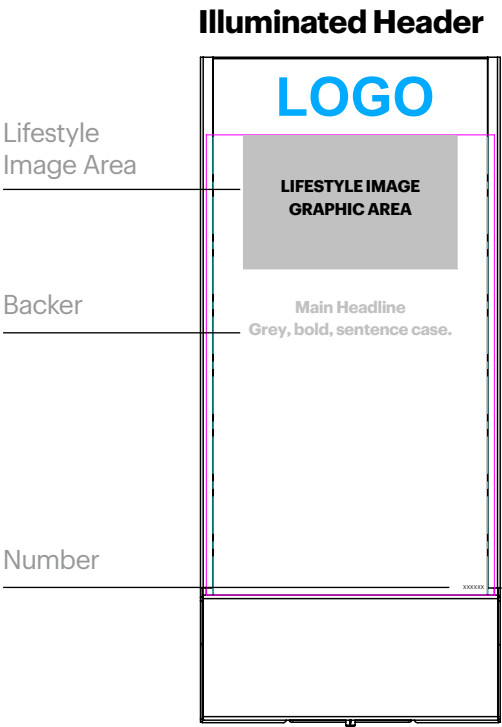 Illuminated Header
LOGO
Lifestyle
Image Area
LIFESTYLE IMAGE
GRAPHIC AREA
Backer
Main Headline
Grey, bold, sentence case.
Number
xxxxxx